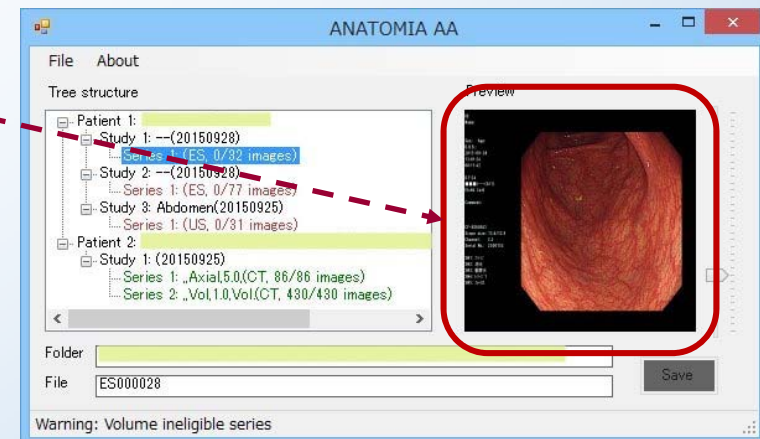 ANATOMIA AA
File About
Tree structure
Preview
Patient 1:
Study 1: --(20150928)
Series 1: (ES, 0/32 images)
Study 2: --(20150928)
Series 1: (ES, 0/77 images)
Study 3: Abdomen(20150925)
Series 1: (US, 0/31 images)
Patient 2:
Study 1: (20150925)
Series 1: „Axial,5.0,(CT, 86/86 images)
Series 2: „Vol,1.0,Vol,(CT, 430/430 images)
Folder
File ES000028
Save
Warning: Volume ineligible series